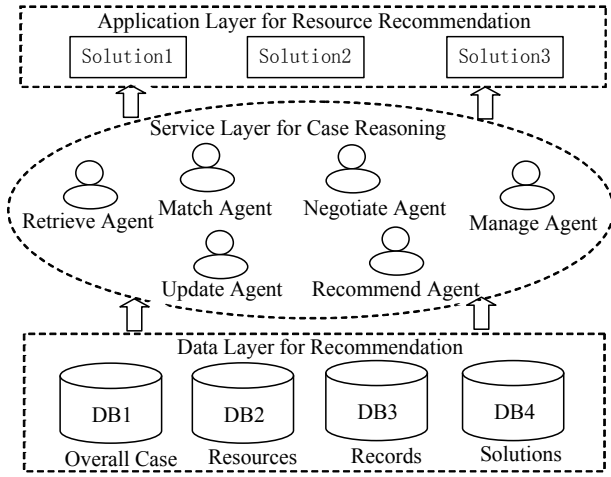 Application Layer for Resource Recommendation
Solution1 Solution2 Solution3
Service Layer for Case Reasoning
Retrieve Agent Match Agent Negotiate Agent Manage Agent
Update Agent Recommend Agent
Data Layer for Recommendation
DB1 DB2 DB3 DB4
Overall Case Resources Records Solutions